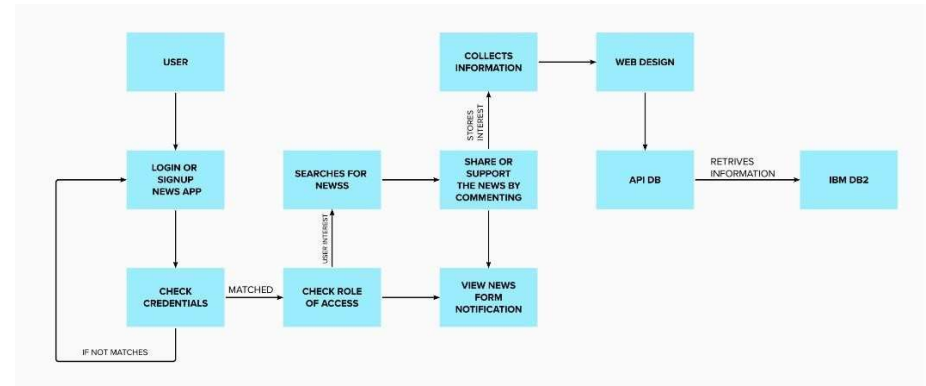 USER
COLLECTS
INFORMATION
WEB DESIGN
STORES
INTEREST
LOGIN OR
SIGNUP
NEWS APP
SEARCHES FOR
NEWSS
SHARE OR
SUPPORT
THE NEWS BY
COMMENTING
API DB
RETRIVES
INFORMATION
IBM DB2
USER INTEREST
CHECK
CREDENTIALS
MATCHED
CHECK ROLE
OF ACCESS
VIEW NEWS
FORM
NOTIFICATION
IF NOT MATCHES